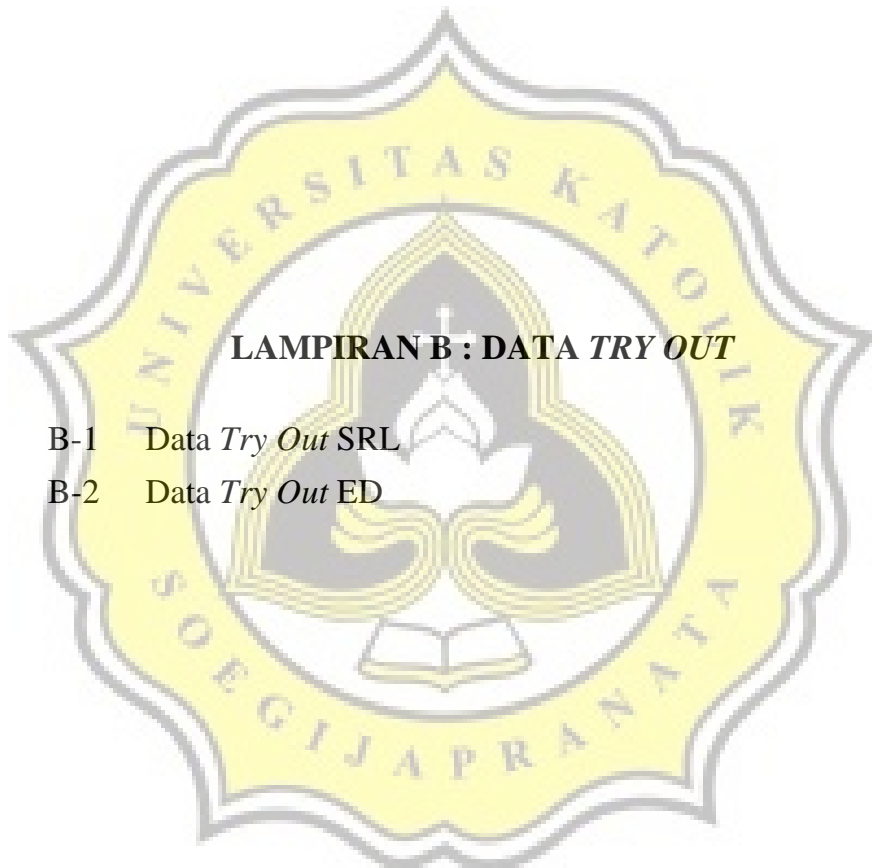 UNIVERSITAS KATOLIK
LAMPIRAN B : DATA TRY OUT
B-1 Data Try Out SRL
B-2 Data Try Out ED
SOEGIJAPRANATA